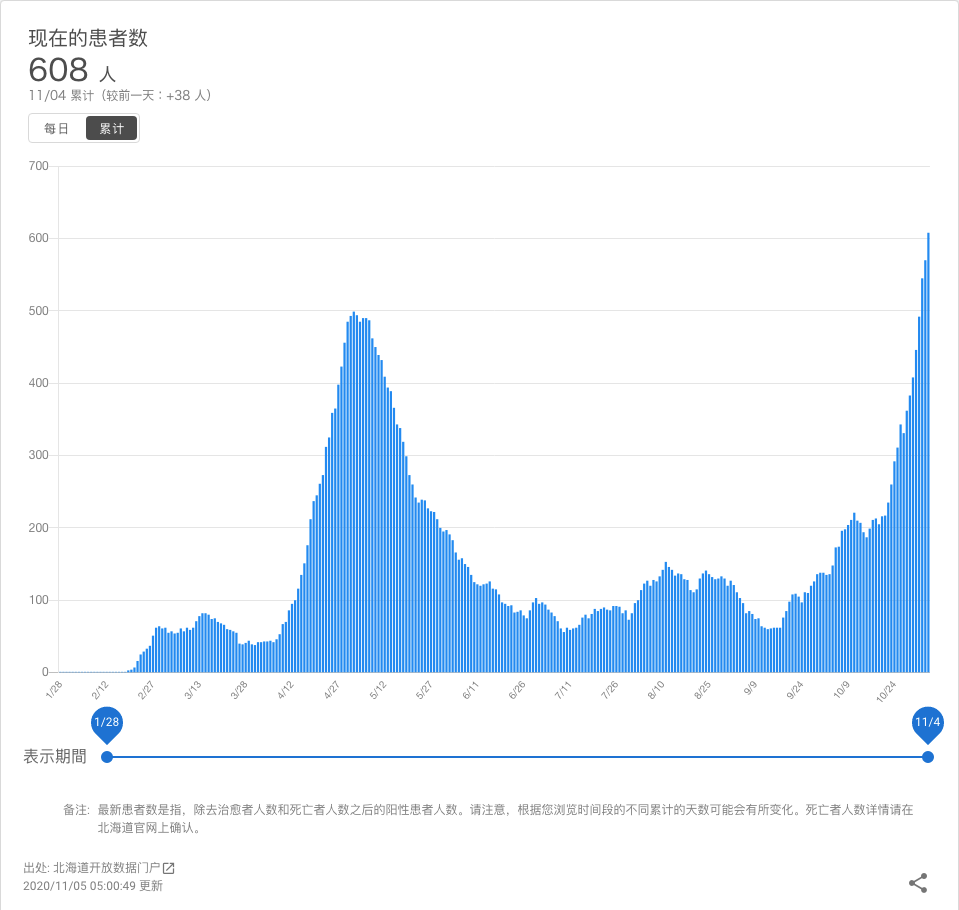 现在的患者数
608 人
11/04 累计（较前一天：+38 人）
每日 累计
700
600
500
400
300
200
100
0
1/28 2/12 2/27 3/13 3/28 4/12 4/27 5/12 5/27 6/11 6/26 7/11 7/26 8/10 8/25 9/9 9/24 10/9 10/24
1/28 11/4
表示期間
备注: 最新患者数是指，除去治愈者人数和死亡者人数之后的阳性患者人数。请注意，根据您浏览时间段的不同累计的天数可能会有所变化。死亡者人数详情请在
北海道官网上确认。
出处: 北海道开放数据门户
2020/11/05 05:00:49 更新